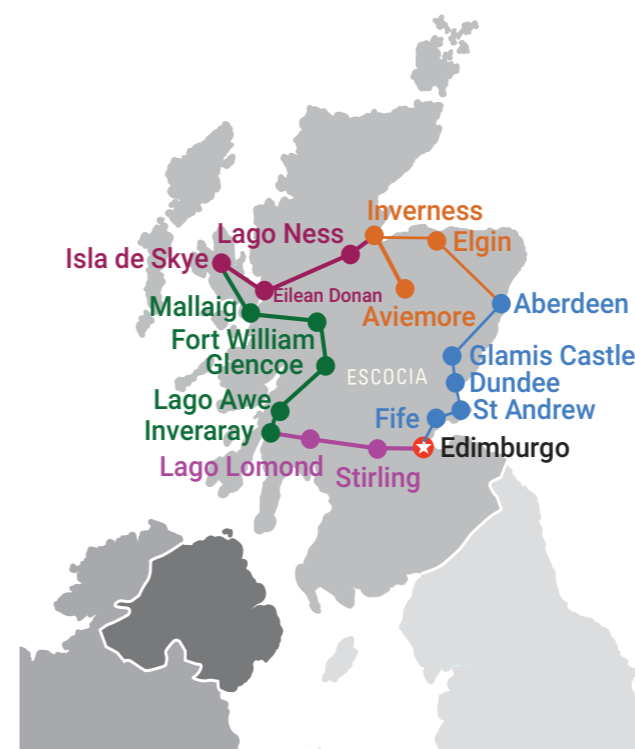 Inverness
Lago Ness
Elgin
Isla de Skye
Eilean Donan
Mallaig
Aviemore
Aberdeen
Fort William
Glencoe
Glamis Castle
ESCOCIA
Dundee
Lago Awe
St Andrew
Fife
Inveraray
Edimburgo
Lago Lomond
Stirling